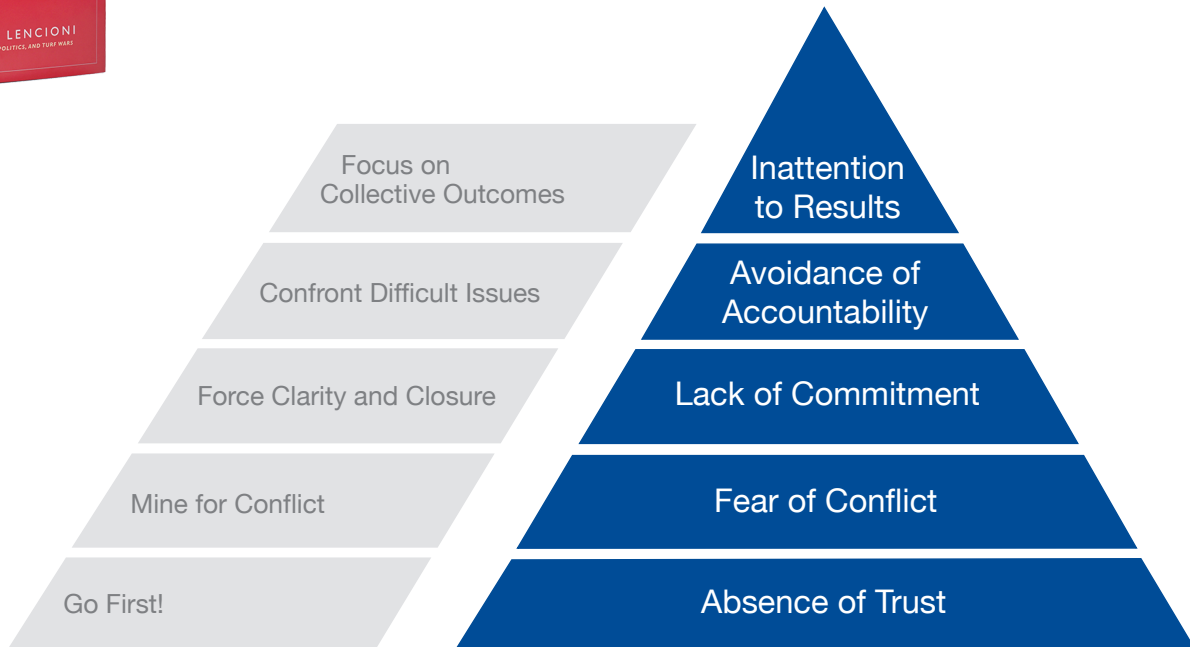 LENCIONI
POLITICS, AND TURF WARS
Focus on
Collective Outcomes
Inattention
to Results
Confront Difficult Issues
Avoidance of
Accountability
Force Clarity and Closure
Lack of Commitment
Mine for Conflict
Fear of Conflict
Go First!
Absence of Trust